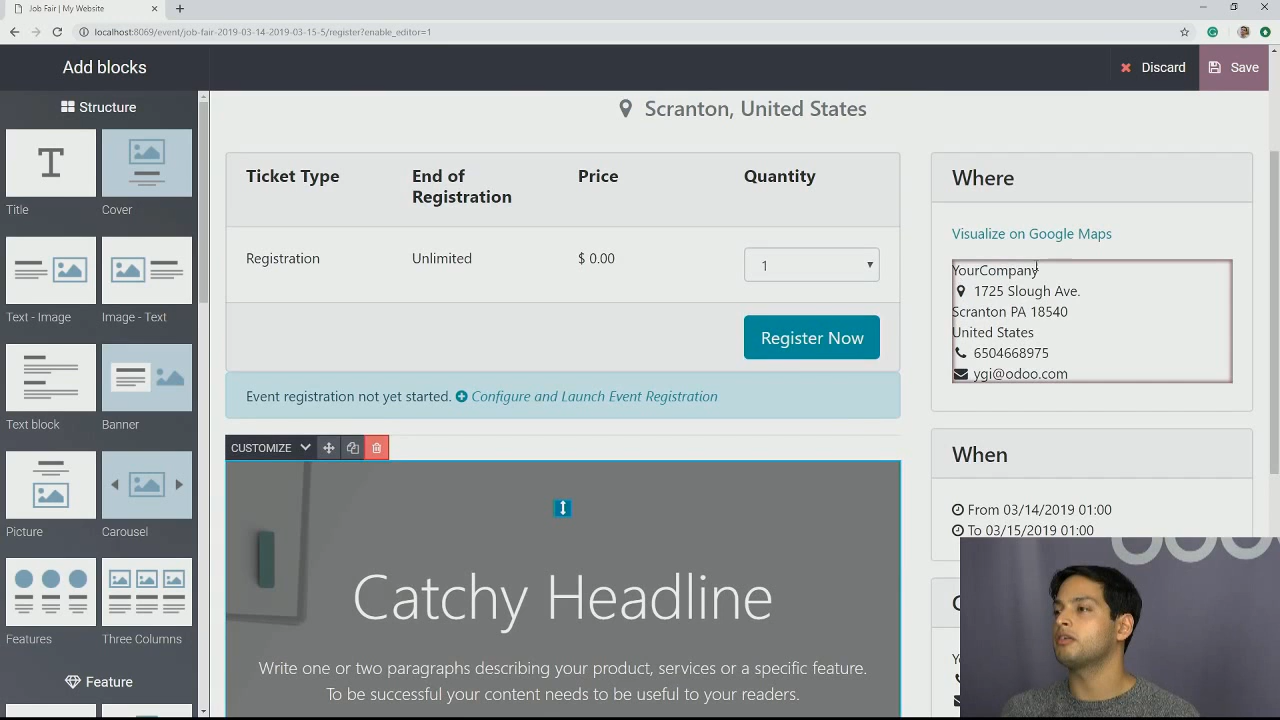 Job Fair | My Website
localhost:8069/event/job-fair-2019-03-14-2019-03-15-5/register?enable_editor=1
Add blocks
Discard
Save
Structure
Title
Cover
Text - Image
Image - Text
Text block
Banner
Picture
Carousel
Features
Three Columns
Feature
Scranton, United States
Ticket Type
End of Registration
Price
Quantity
Registration
Unlimited
$ 0.00
1
Register Now
Event registration not yet started. Configure and Launch Event Registration
CUSTOMIZE
Catchy Headline
Write one or two paragraphs describing your product, services or a specific feature.
To be successful your content needs to be useful to your readers.
Where
Visualize on Google Maps
YourCompany
1725 Slough Ave.
Scranton PA 18540
United States
6504668975
ygi@odoo.com
When
From 03/14/2019 01:00
To 03/15/2019 01:00